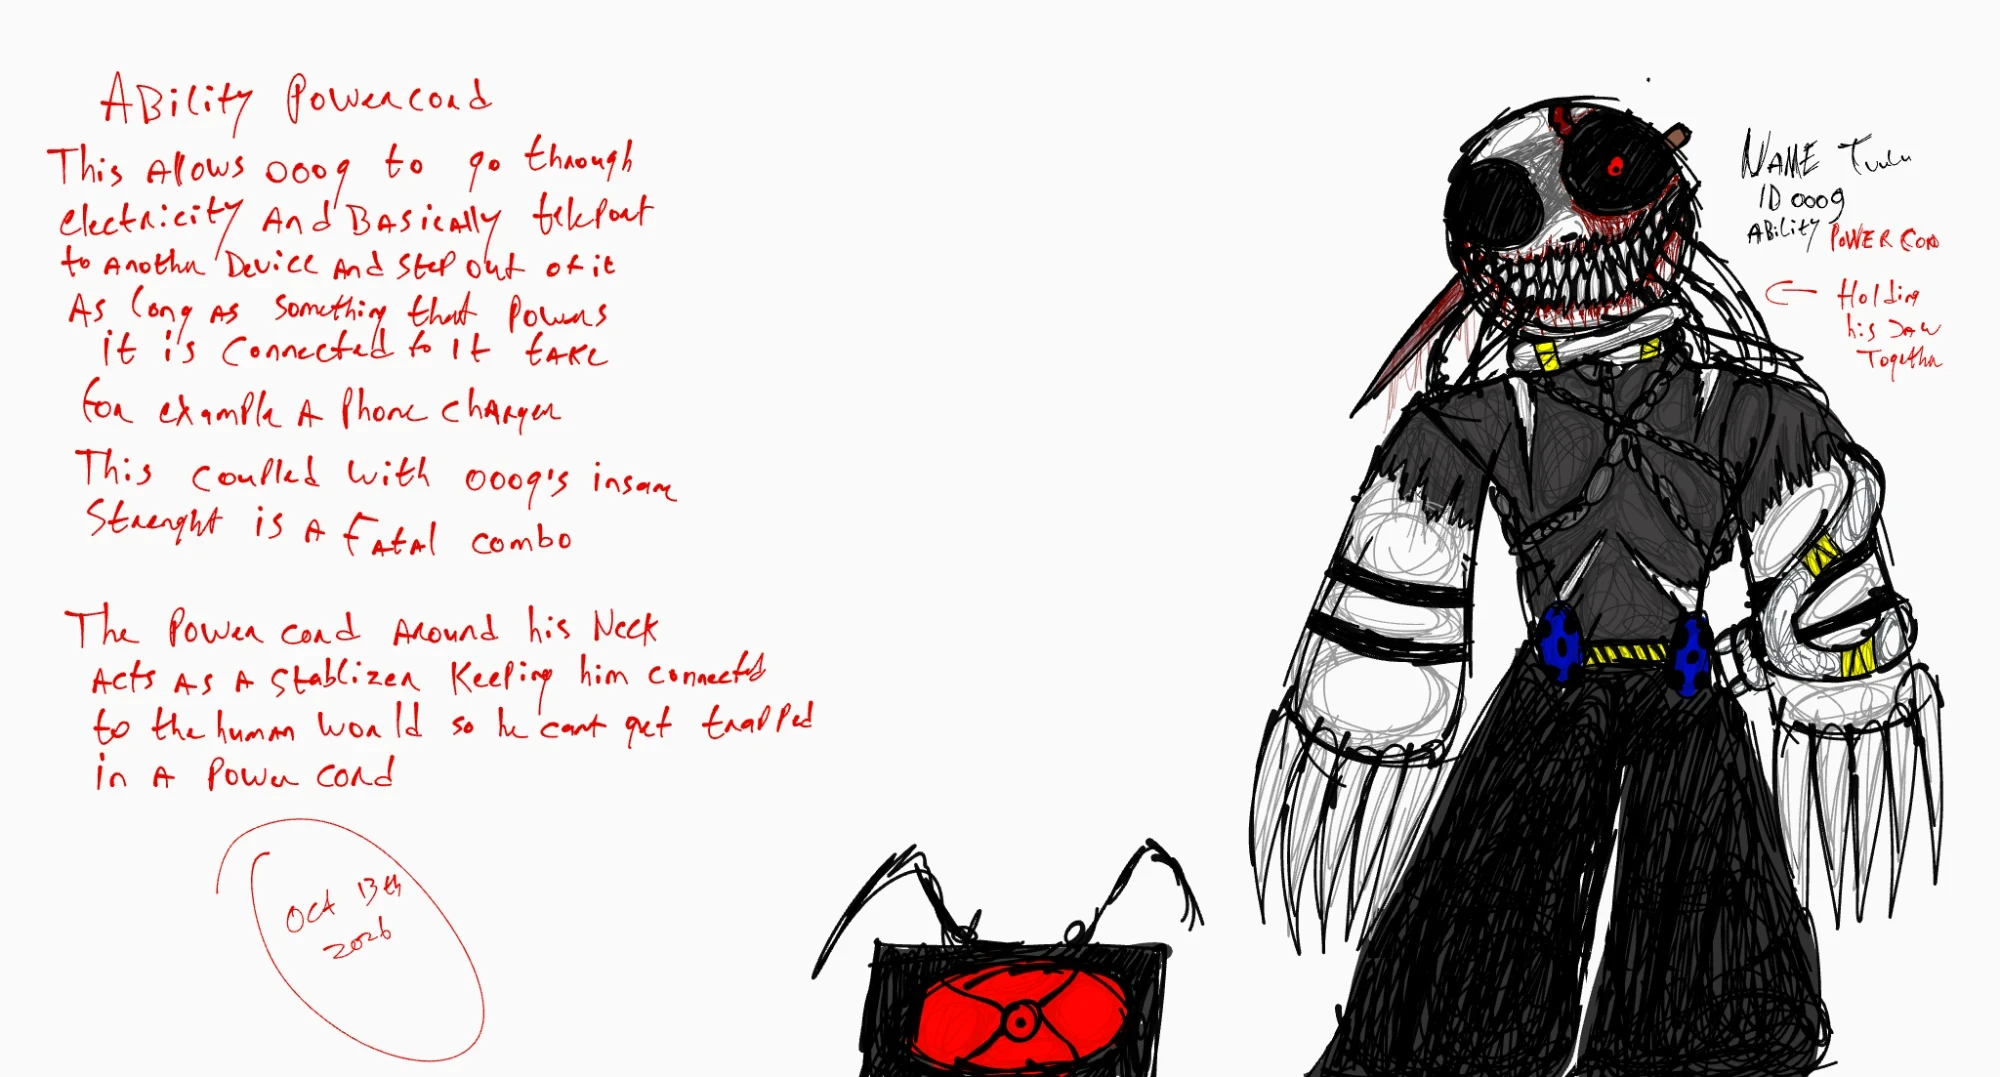 ABility Powercord
This Allows 0009 to go through
electricity And BAsically telePort
to Another Device And Step out of it
As long As Something that Powers
it is Connected to it tAKe
for example A Phone chArger
This coupled with 0009's insane
Strenght is A FAtAl combo
The Power cord Around his Neck
Acts As A Stablizer Keeping him connected
to the human world so he cant get trapped
in A Power cord
Oct 13th
2026
NAME
ID 0009
ABility POWER CORD
Holding
his JAW
Together